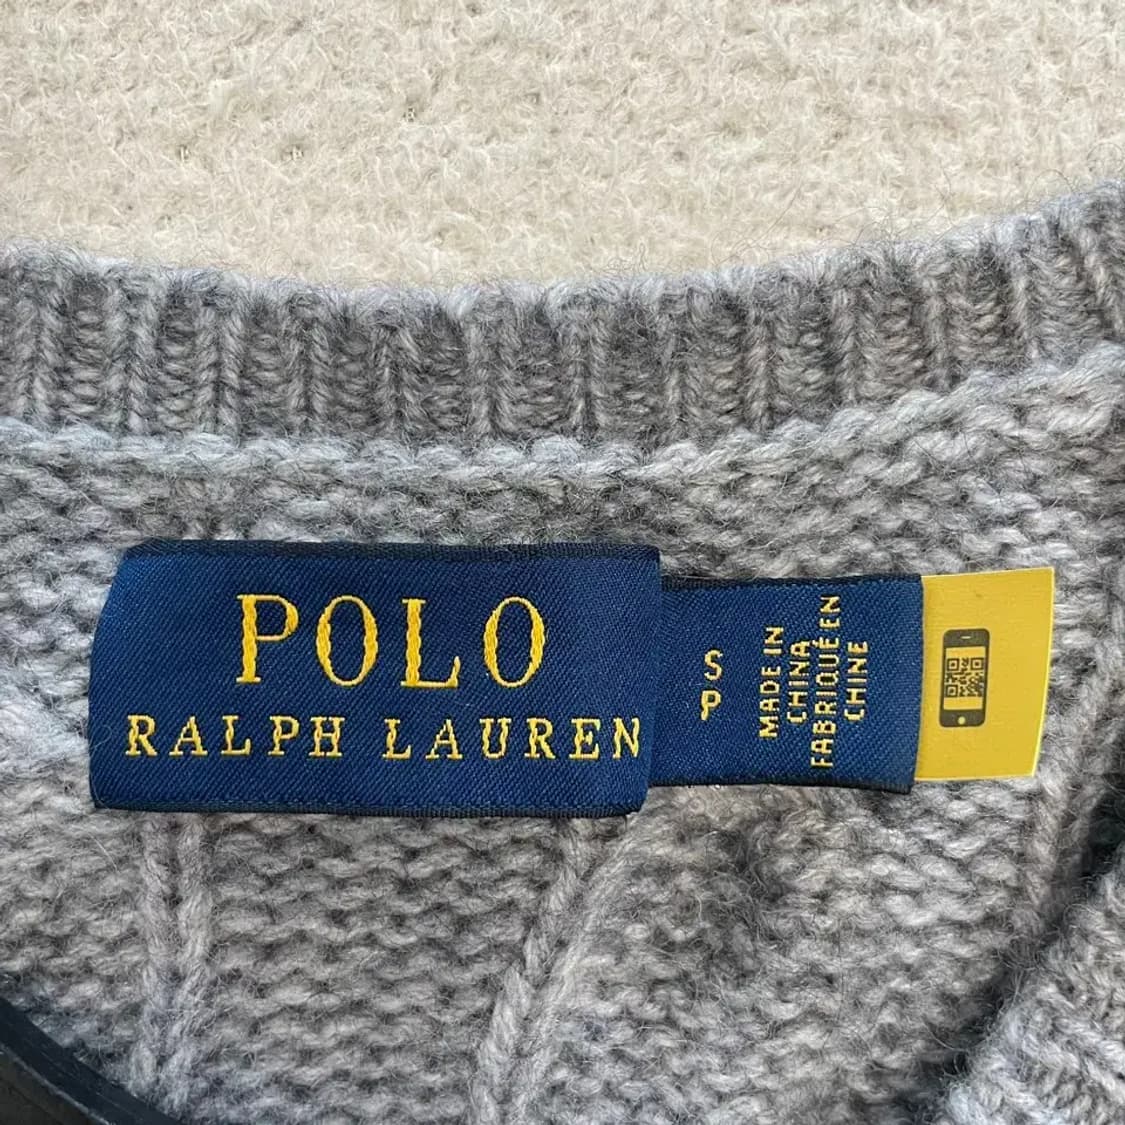 POLO
RALPH LAUREN
S
P
MADE IN
CHINA
FABRIQUÉ EN
CHINE